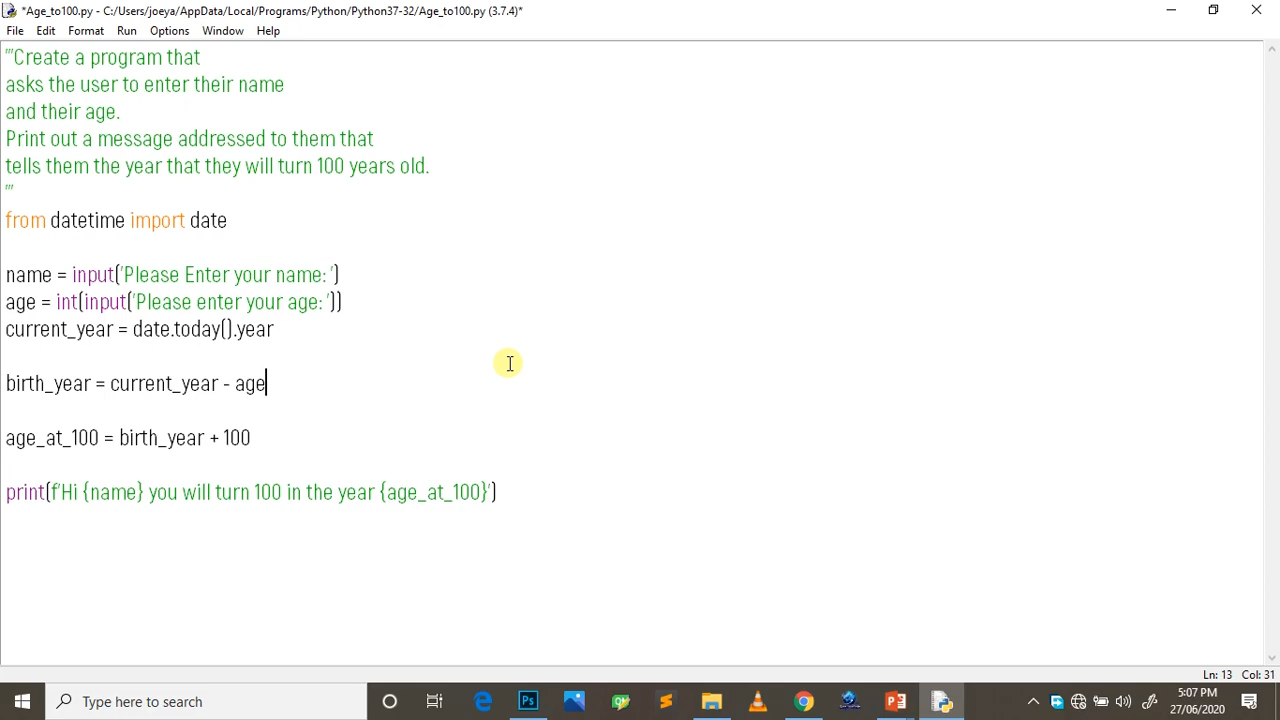 *Age_to100.py - C:/Users/joeya/AppData/Local/Programs/Python/Python37-32/Age_to100.py (3.7.4)*
File Edit Format Run Options Window Help
'''Create a program that
asks the user to enter their name
and their age.
Print out a message addressed to them that
tells them the year that they will turn 100 years old.
'''
from datetime import date
name = input('Please Enter your name: ')
age = int(input('Please enter your age: '))
current_year = date.today().year
birth_year = current_year - age
age_at_100 = birth_year + 100
print(f'Hi {name} you will turn 100 in the year {age_at_100}')
Ln: 13 Col: 31
Type here to search
Ps
5:07 PM
27/06/2020